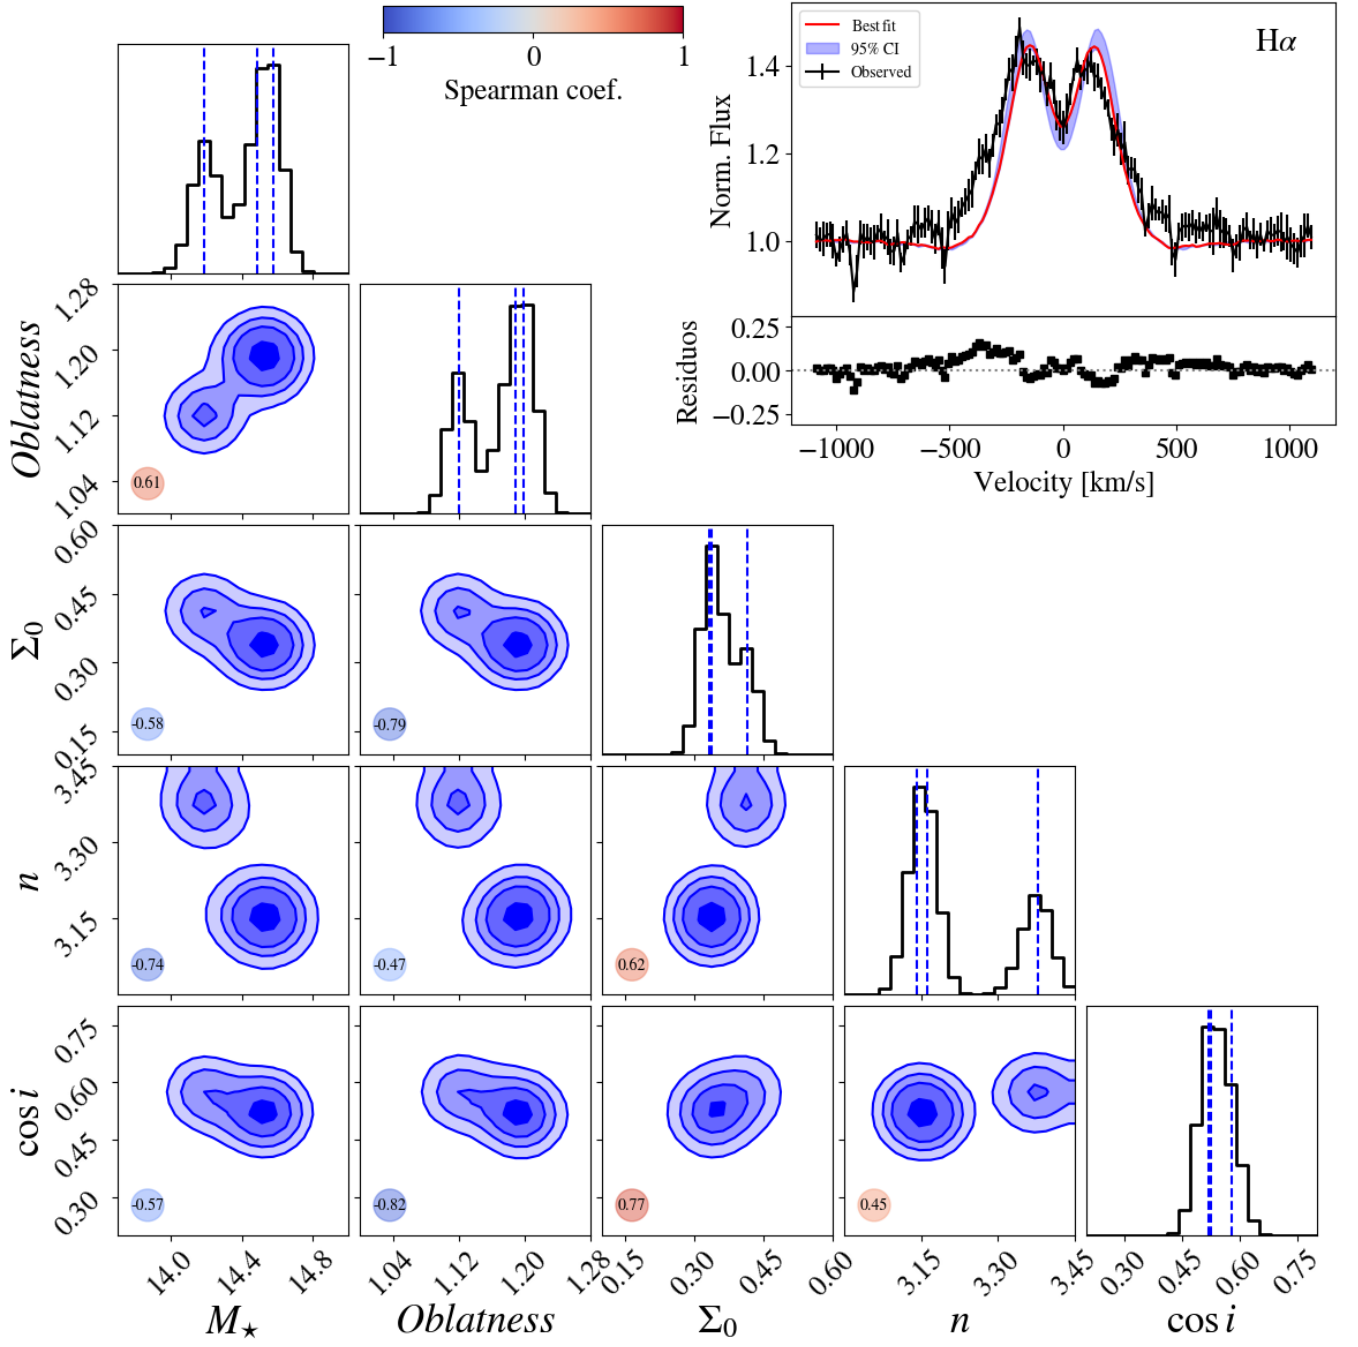 −1 0 1
Spearman coef.
Best fit
95% CI
Observed
Hα
Norm. Flux
1.4
1.2
1.0
Residuos
0.25
0.00
−0.25
−1000 −500 0 500 1000
Velocity [km/s]
Oblatness
1.28
1.20
1.12
1.04
0.61
Σ0
0.60
0.45
0.30
0.15
-0.58
-0.79
n
3.45
3.30
3.15
-0.74
-0.47
0.62
cos i
0.75
0.60
0.45
0.30
-0.57
-0.82
0.77
0.45
14.0 14.4 14.8
1.04 1.12 1.20 1.28
0.15 0.30 0.45 0.60
3.15 3.30 3.45
0.30 0.45 0.60 0.75
M★ Oblatness Σ0 n cos i